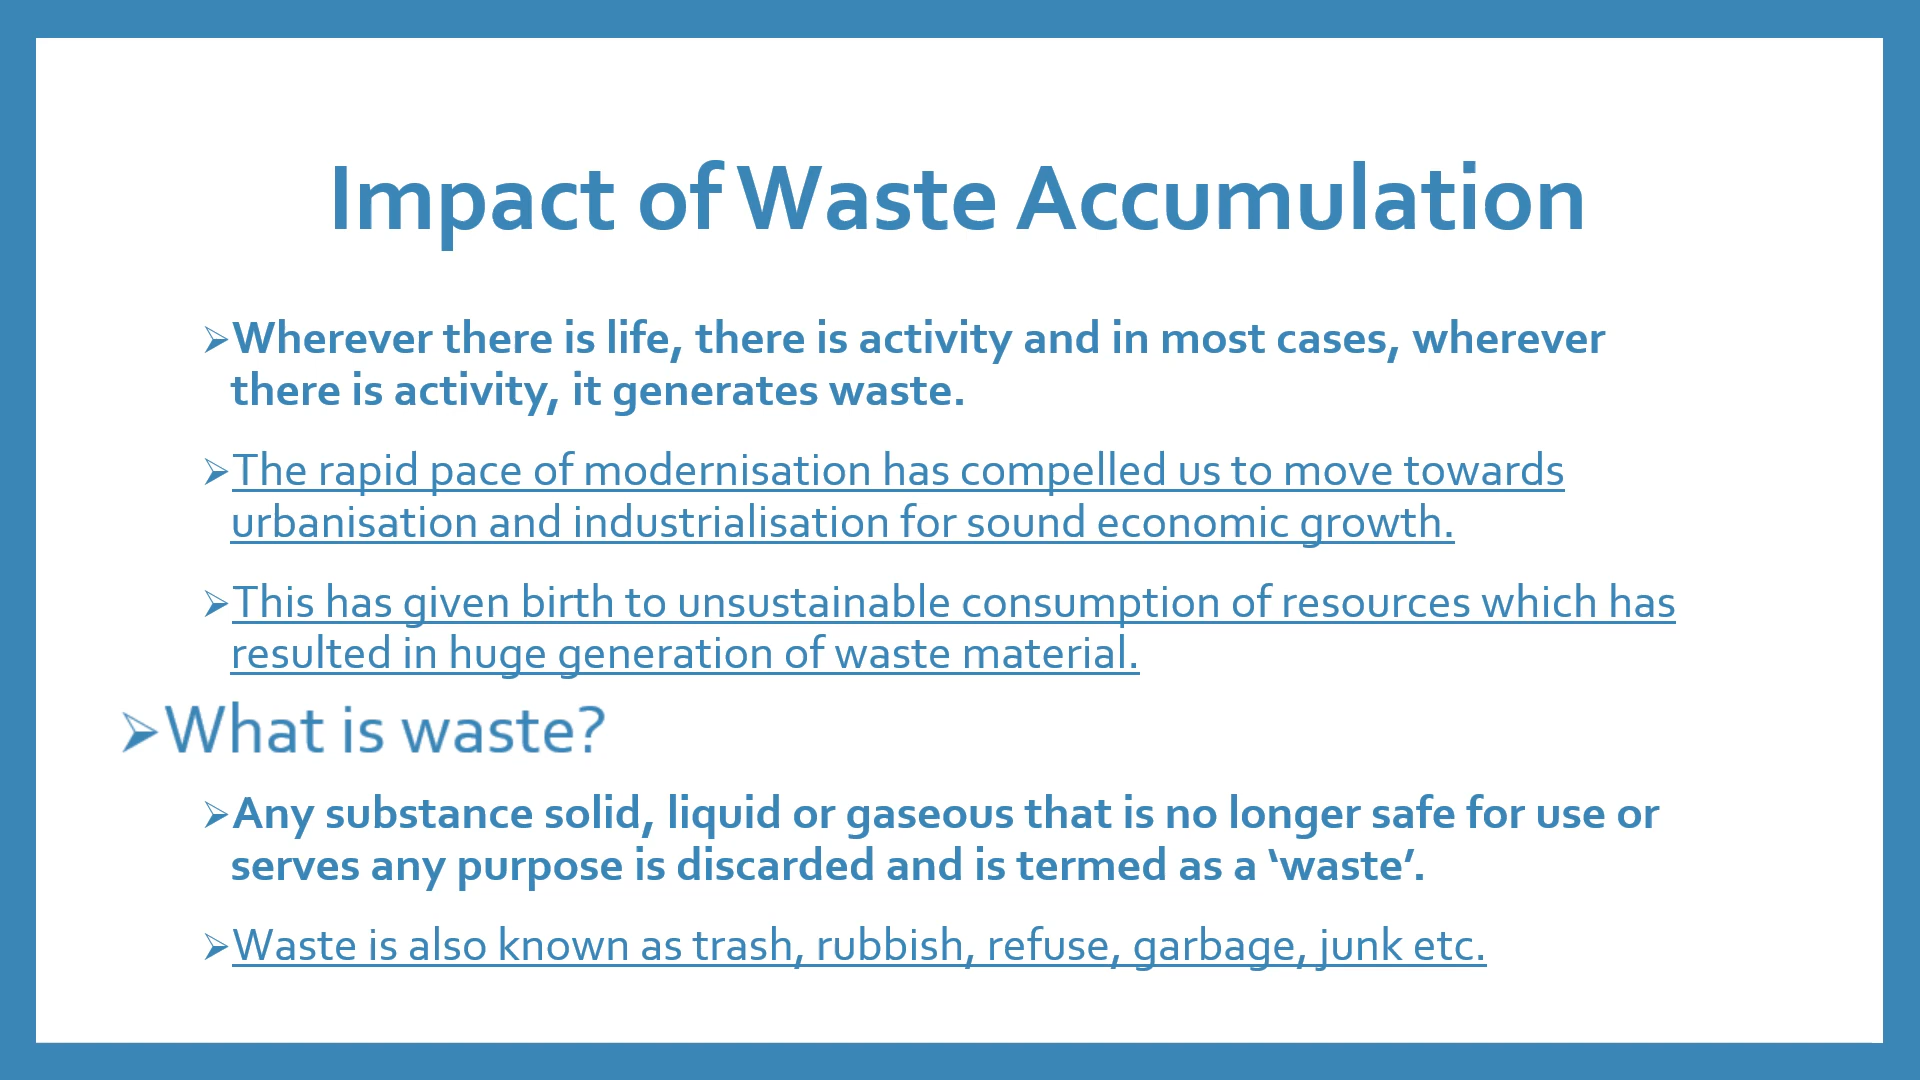 Impact of Waste Accumulation
➢Wherever there is life, there is activity and in most cases, wherever
there is activity, it generates waste.
➢The rapid pace of modernisation has compelled us to move towards
urbanisation and industrialisation for sound economic growth.
➢This has given birth to unsustainable consumption of resources which has
resulted in huge generation of waste material.
➢What is waste?
➢Any substance solid, liquid or gaseous that is no longer safe for use or
serves any purpose is discarded and is termed as a ‘waste’.
➢Waste is also known as trash, rubbish, refuse, garbage, junk etc.